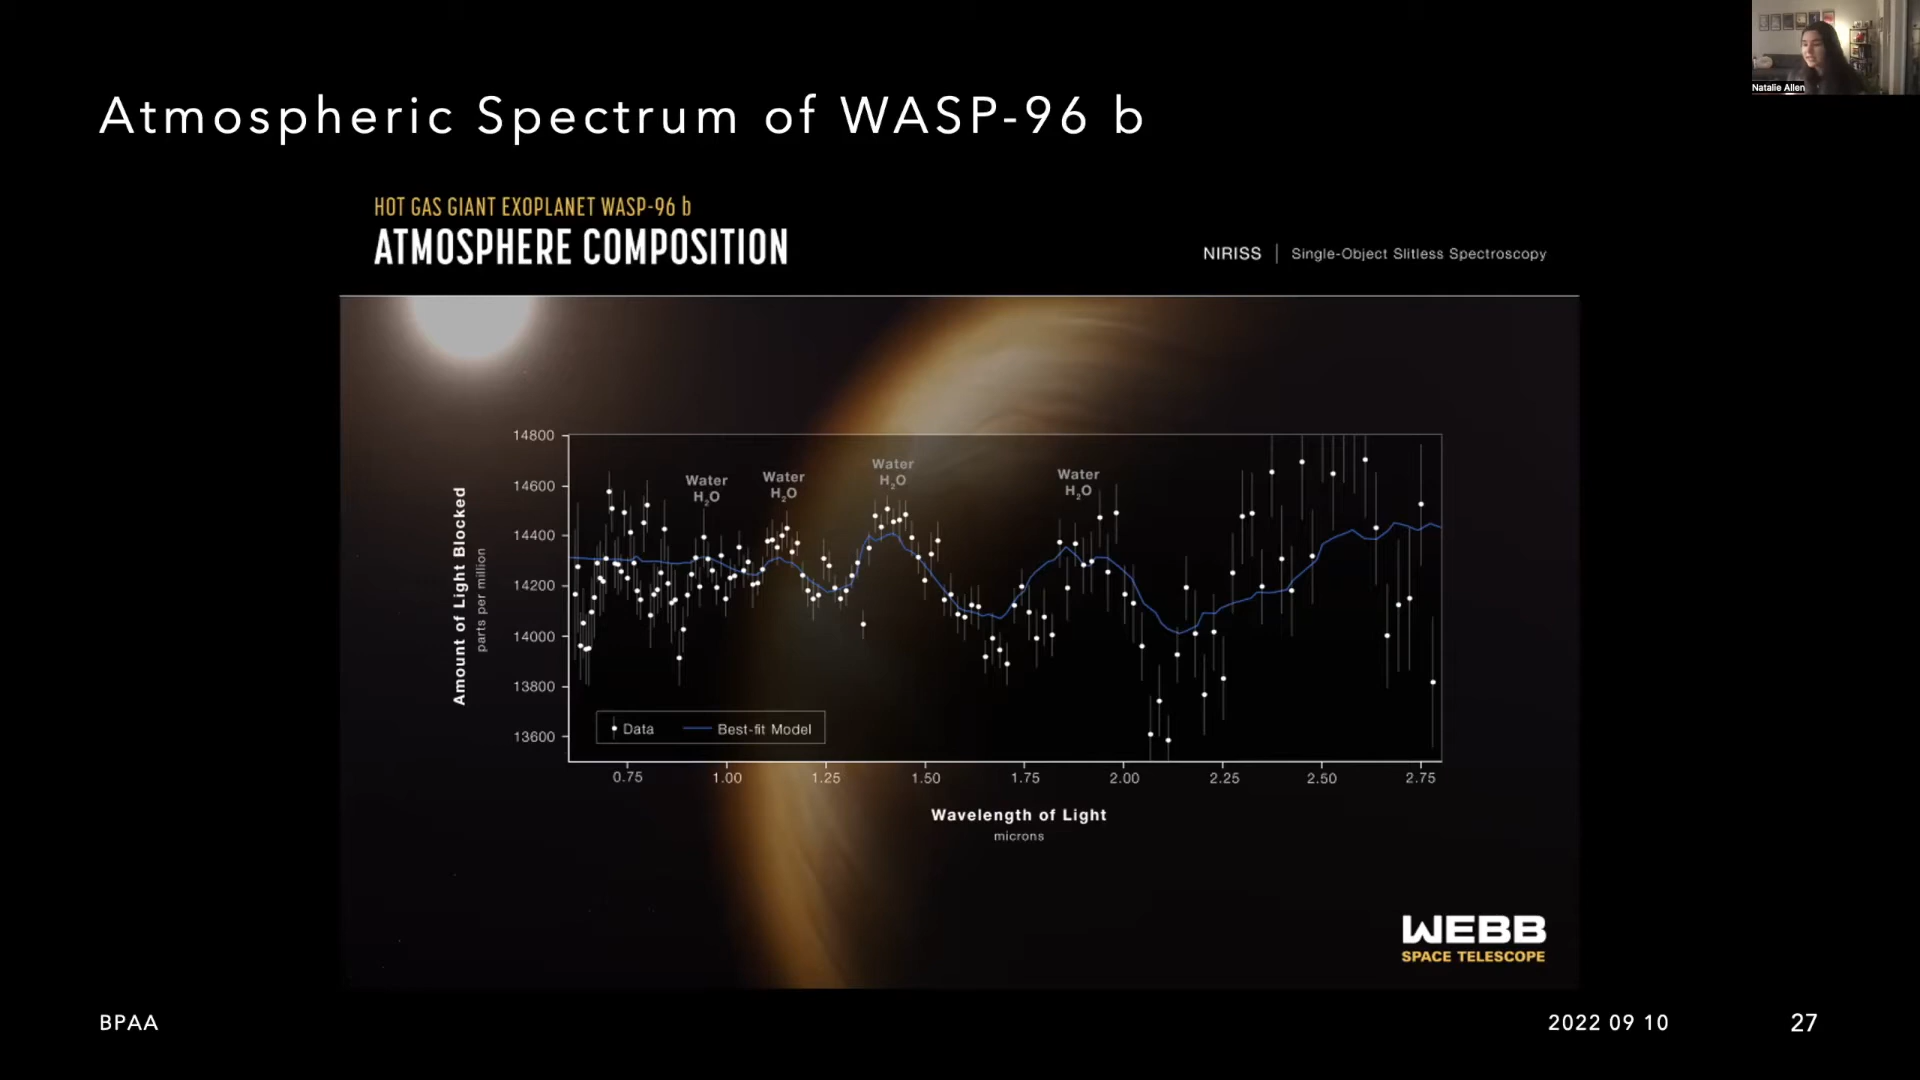 Natalie Allen
Atmospheric Spectrum of WASP-96 b
HOT GAS GIANT EXOPLANET WASP-96 b
ATMOSPHERE COMPOSITION
NIRISS | Single-Object Slitless Spectroscopy
Amount of Light Blocked
parts per million
14800
14600
14400
14200
14000
13800
13600
Water
H₂O
Water
H₂O
Water
H₂O
Water
H₂O
Data
Best-fit Model
0.75 1.00 1.25 1.50 1.75 2.00 2.25 2.50 2.75
Wavelength of Light
microns
WEBB
SPACE TELESCOPE
BPAA
2022 09 10
27